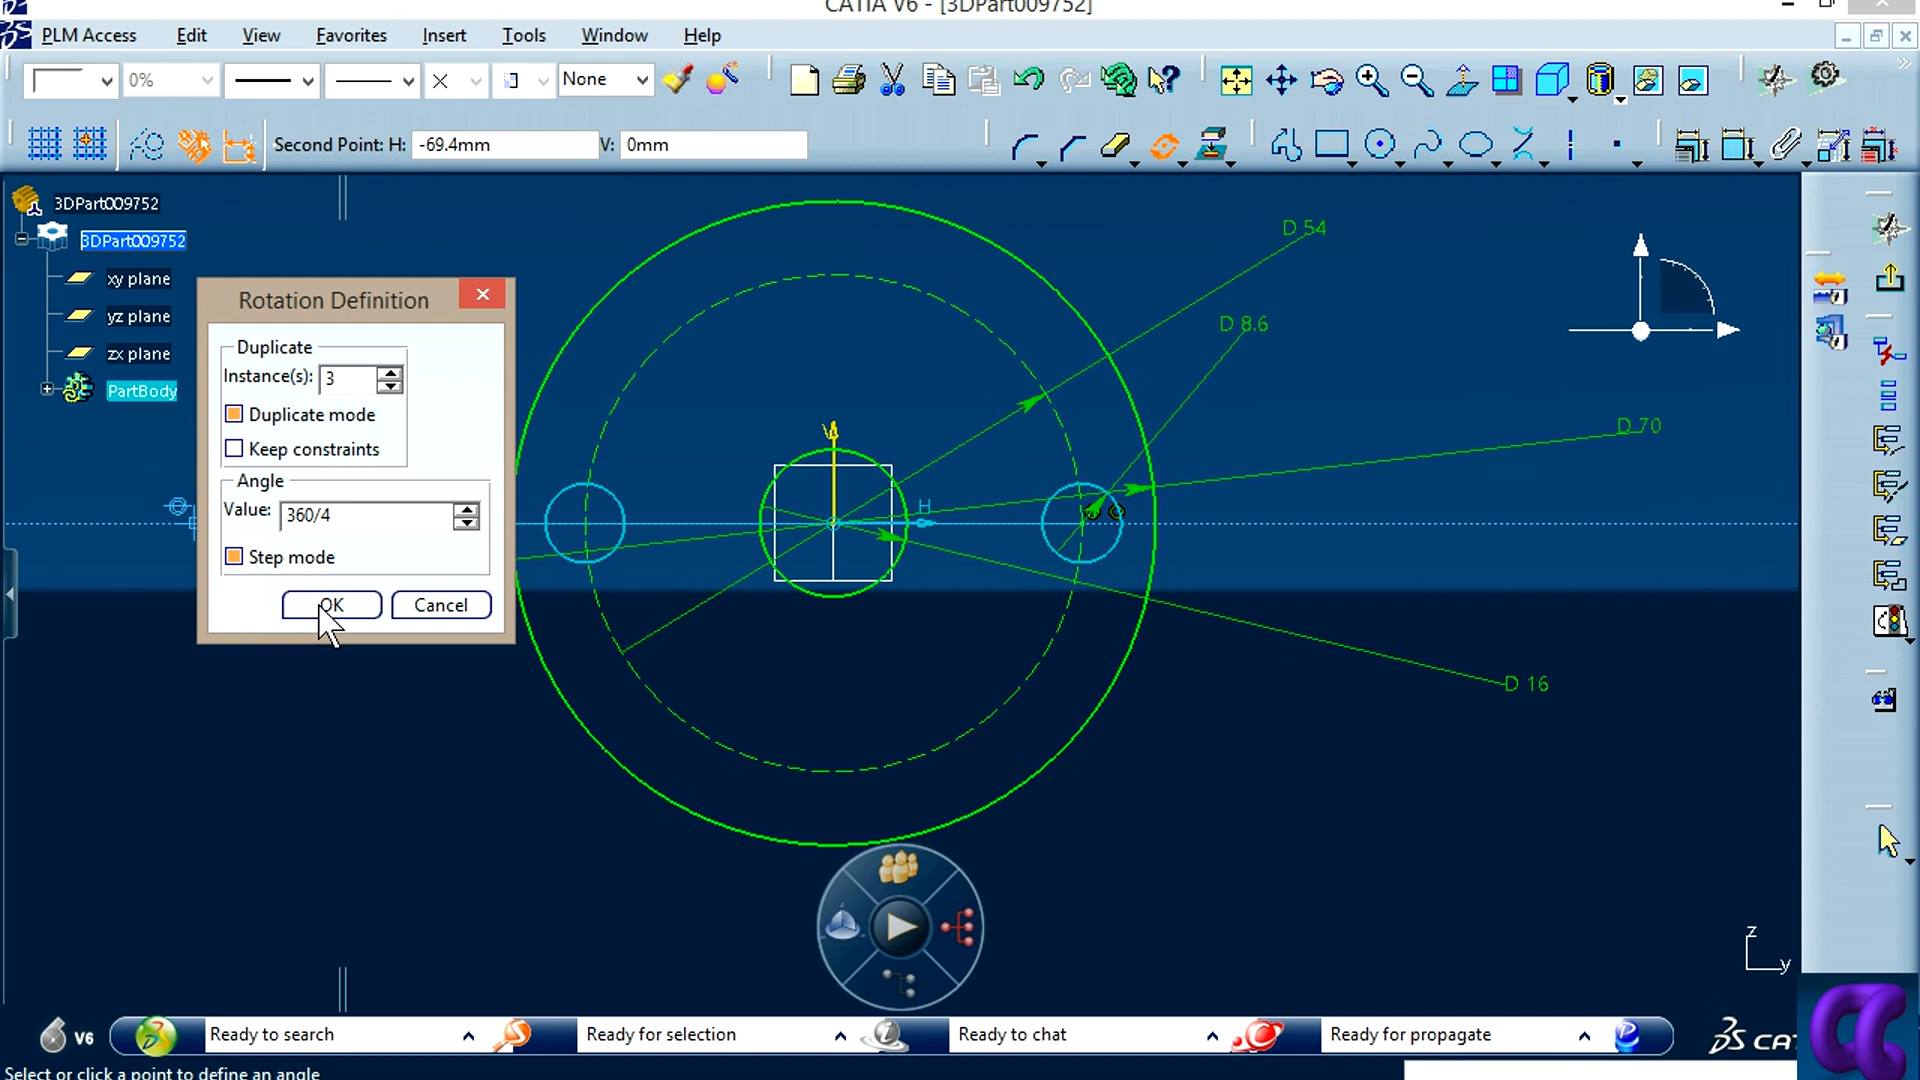 CATIA V6 - [3DPart009752]
PLM Access Edit View Favorites Insert Tools Window Help
0% None
Second Point: H: -69.4mm V: 0mm
3DPart009752
3DPart009752
xy plane
yz plane
zx plane
PartBody
Rotation Definition
Duplicate
Instance(s): 3
Duplicate mode
Keep constraints
Angle
Value: 360/4
Step mode
OK Cancel
D 54
D 8.6
D 70
D 16
V
H
z
y
V6 Ready to search Ready for selection Ready to chat Ready for propagate
Select or click a point to define an angle